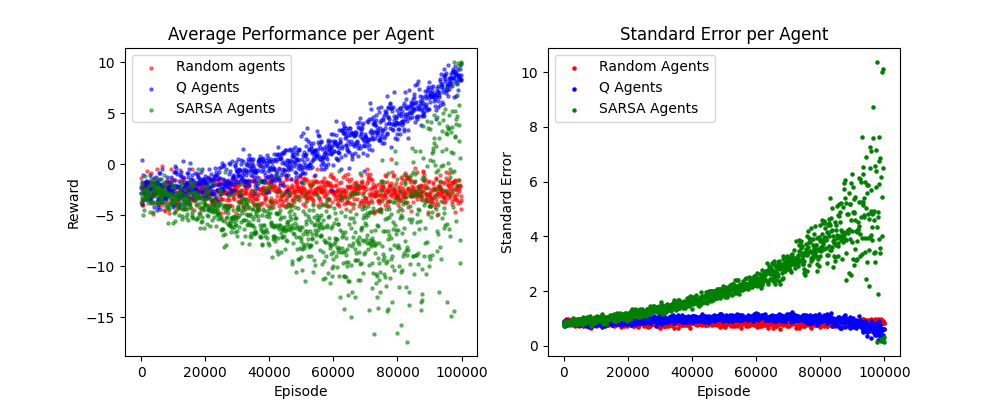 Average Performance per Agent
Random agents
Q Agents
SARSA Agents
10
5
0
−5
−10
−15
Reward
0
20000
40000
60000
80000
100000
Episode
Standard Error per Agent
Random Agents
Q Agents
SARSA Agents
10
8
6
4
2
0
Standard Error
0
20000
40000
60000
80000
100000
Episode